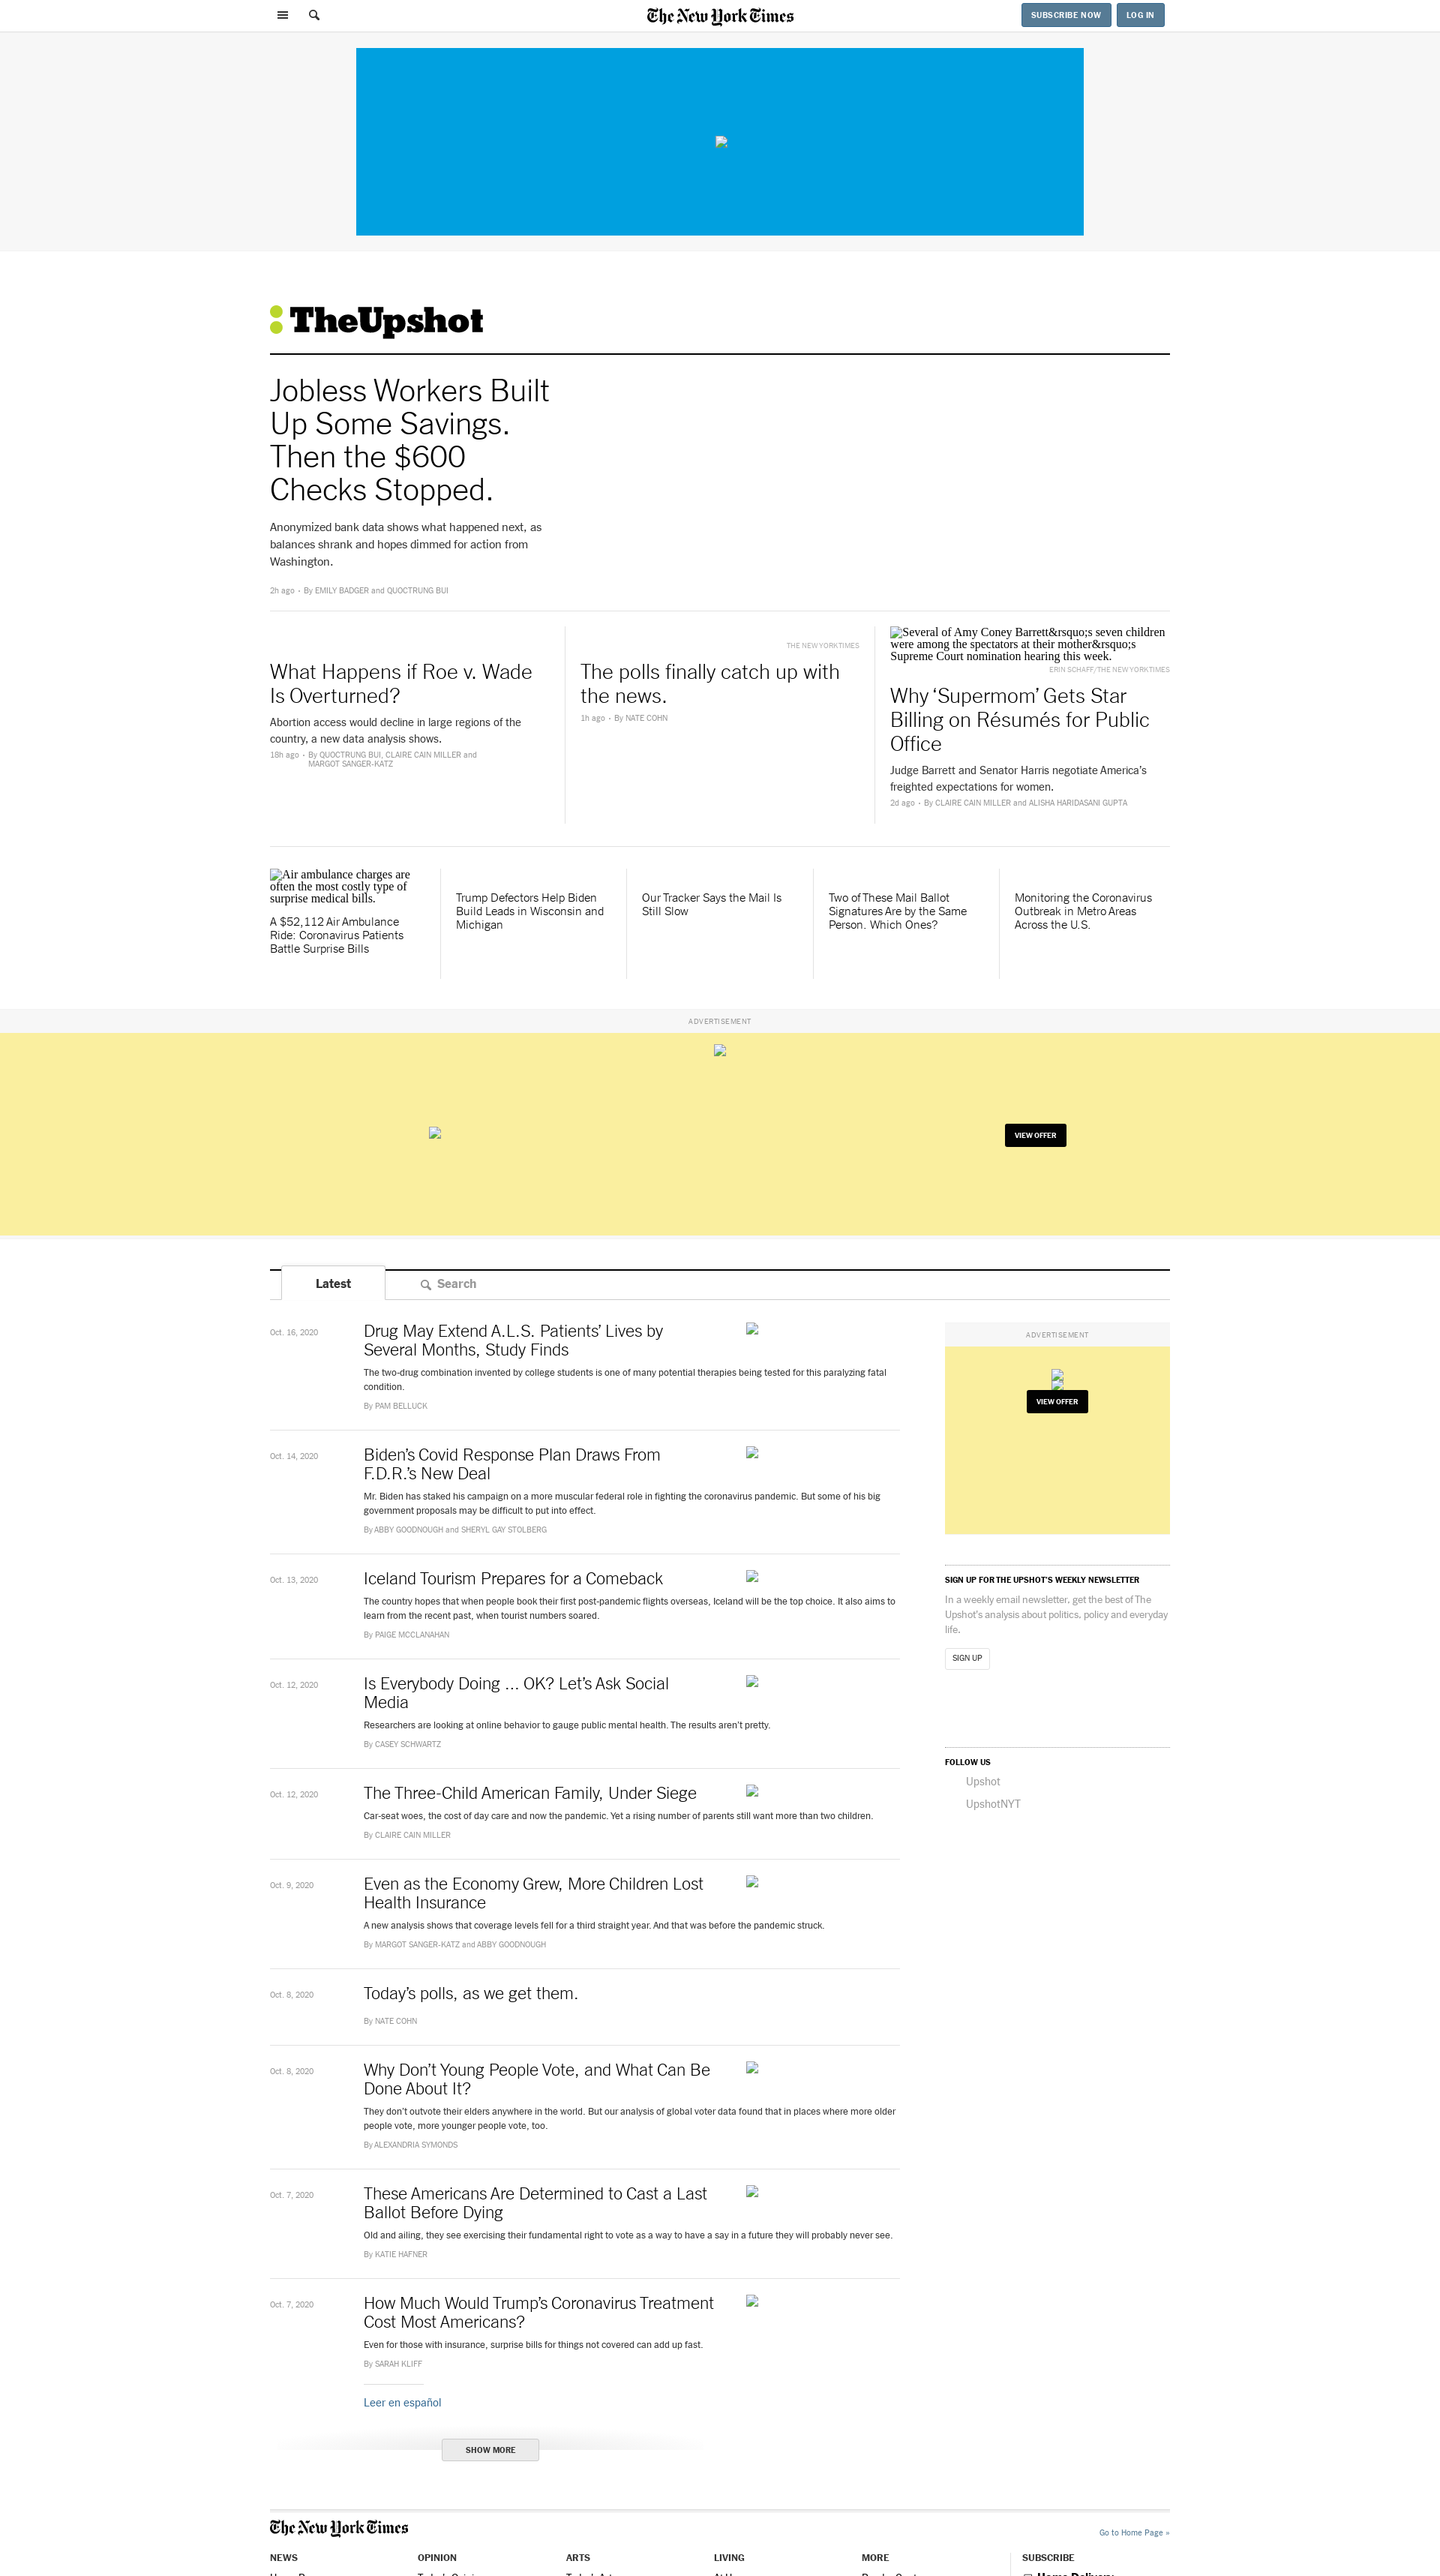 The New York Times
SUBSCRIBE NOW
LOG IN
TheUpshot
Jobless Workers Built
Up Some Savings.
Then the $600
Checks Stopped.
Anonymized bank data shows what happened next, as
balances shrank and hopes dimmed for action from
Washington.
2h ago • By EMILY BADGER and QUOCTRUNG BUI
What Happens if Roe v. Wade
Is Overturned?
Abortion access would decline in large regions of the
country, a new data analysis shows.
18h ago • By QUOCTRUNG BUI, CLAIRE CAIN MILLER and
MARGOT SANGER-KATZ
THE NEW YORK TIMES
The polls finally catch up with
the news.
1h ago • By NATE COHN
Several of Amy Coney Barrett&rsquo;s seven children
were among the spectators at their mother&rsquo;s
Supreme Court nomination hearing this week.
ERIN SCHAFF/THE NEW YORK TIMES
Why ‘Supermom’ Gets Star
Billing on Résumés for Public
Office
Judge Barrett and Senator Harris negotiate America’s
freighted expectations for women.
2d ago • By CLAIRE CAIN MILLER and ALISHA HARIDASANI GUPTA
Air ambulance charges are
often the most costly type of
surprise medical bills.
A $52,112 Air Ambulance
Ride: Coronavirus Patients
Battle Surprise Bills
Trump Defectors Help Biden
Build Leads in Wisconsin and
Michigan
Our Tracker Says the Mail Is
Still Slow
Two of These Mail Ballot
Signatures Are by the Same
Person. Which Ones?
Monitoring the Coronavirus
Outbreak in Metro Areas
Across the U.S.
ADVERTISEMENT
VIEW OFFER
Latest
Search
Oct. 16, 2020
Drug May Extend A.L.S. Patients’ Lives by
Several Months, Study Finds
The two-drug combination invented by college students is one of many potential therapies being tested for this paralyzing fatal
condition.
By PAM BELLUCK
Oct. 14, 2020
Biden’s Covid Response Plan Draws From
F.D.R.’s New Deal
Mr. Biden has staked his campaign on a more muscular federal role in fighting the coronavirus pandemic. But some of his big
government proposals may be difficult to put into effect.
By ABBY GOODNOUGH and SHERYL GAY STOLBERG
Oct. 13, 2020
Iceland Tourism Prepares for a Comeback
The country hopes that when people book their first post-pandemic flights overseas, Iceland will be the top choice. It also aims to
learn from the recent past, when tourist numbers soared.
By PAIGE MCCLANAHAN
Oct. 12, 2020
Is Everybody Doing ... OK? Let’s Ask Social
Media
Researchers are looking at online behavior to gauge public mental health. The results aren’t pretty.
By CASEY SCHWARTZ
Oct. 12, 2020
The Three-Child American Family, Under Siege
Car-seat woes, the cost of day care and now the pandemic. Yet a rising number of parents still want more than two children.
By CLAIRE CAIN MILLER
Oct. 9, 2020
Even as the Economy Grew, More Children Lost
Health Insurance
A new analysis shows that coverage levels fell for a third straight year. And that was before the pandemic struck.
By MARGOT SANGER-KATZ and ABBY GOODNOUGH
Oct. 8, 2020
Today’s polls, as we get them.
By NATE COHN
Oct. 8, 2020
Why Don’t Young People Vote, and What Can Be
Done About It?
They don’t outvote their elders anywhere in the world. But our analysis of global voter data found that in places where more older
people vote, more younger people vote, too.
By ALEXANDRIA SYMONDS
Oct. 7, 2020
These Americans Are Determined to Cast a Last
Ballot Before Dying
Old and ailing, they see exercising their fundamental right to vote as a way to have a say in a future they will probably never see.
By KATIE HAFNER
Oct. 7, 2020
How Much Would Trump’s Coronavirus Treatment
Cost Most Americans?
Even for those with insurance, surprise bills for things not covered can add up fast.
By SARAH KLIFF
Leer en español
SHOW MORE
ADVERTISEMENT
VIEW OFFER
SIGN UP FOR THE UPSHOT’S WEEKLY NEWSLETTER
In a weekly email newsletter, get the best of The
Upshot’s analysis about politics, policy and everyday
life.
SIGN UP
FOLLOW US
Upshot
UpshotNYT
The New York Times
Go to Home Page »
NEWS
OPINION
ARTS
LIVING
MORE
SUBSCRIBE